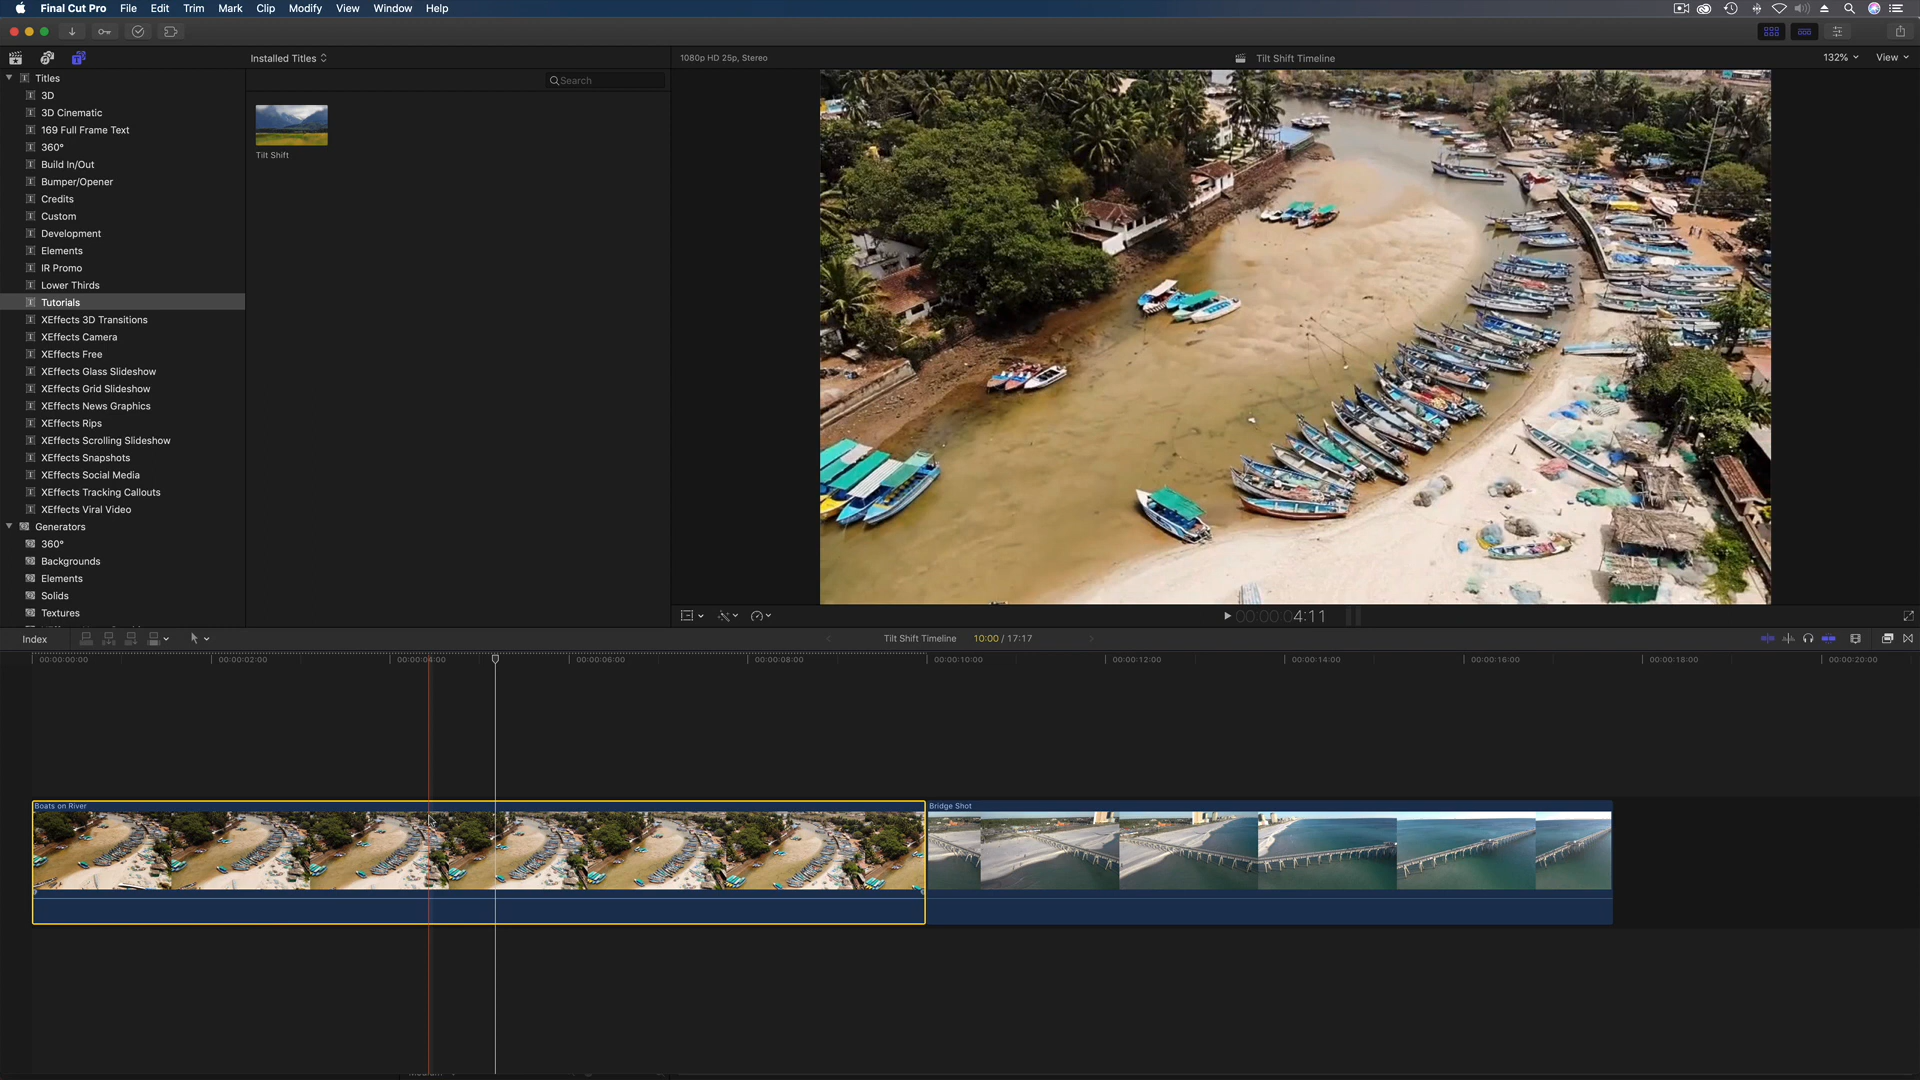 Final Cut Pro File Edit Trim Mark Clip Modify View Window Help
Installed Titles
1080p HD 25p, Stereo
Tilt Shift Timeline
132%
View
Titles
3D
3D Cinematic
169 Full Frame Text
360°
Build In/Out
Bumper/Opener
Credits
Custom
Development
Elements
IR Promo
Lower Thirds
Tutorials
XEffects 3D Transitions
XEffects Camera
XEffects Free
XEffects Glass Slideshow
XEffects Grid Slideshow
XEffects News Graphics
XEffects Rips
XEffects Scrolling Slideshow
XEffects Snapshots
XEffects Social Media
XEffects Tracking Callouts
XEffects Viral Video
Generators
360°
Backgrounds
Elements
Solids
Textures
Search
Tilt Shift
00:00:04:11
Index
Tilt Shift Timeline
10:00 / 17:17
00:00:00:00
00:00:02:00
00:00:04:00
00:00:06:00
00:00:08:00
00:00:10:00
00:00:12:00
00:00:14:00
00:00:16:00
00:00:18:00
00:00:20:00
Boats on River
Bridge Shot